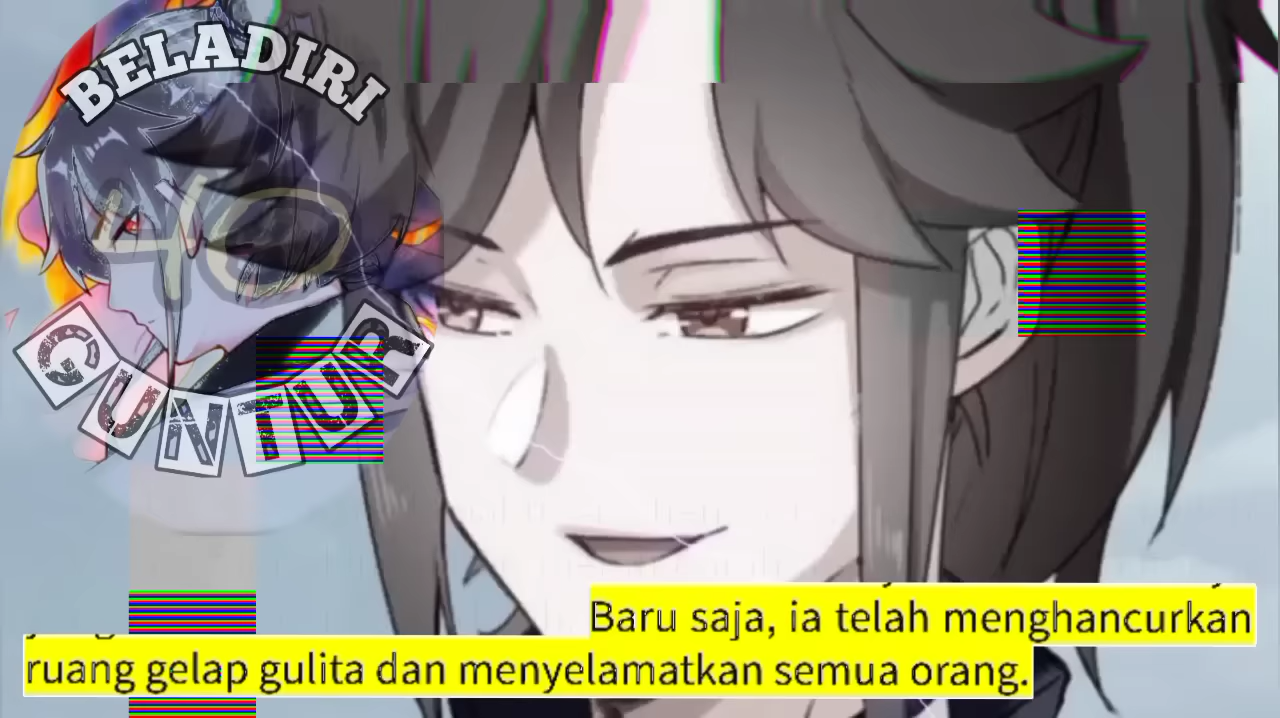 BELADIRI
40
GUNTUR
Baru saja, ia telah menghancurkan
ruang gelap gulita dan menyelamatkan semua orang.